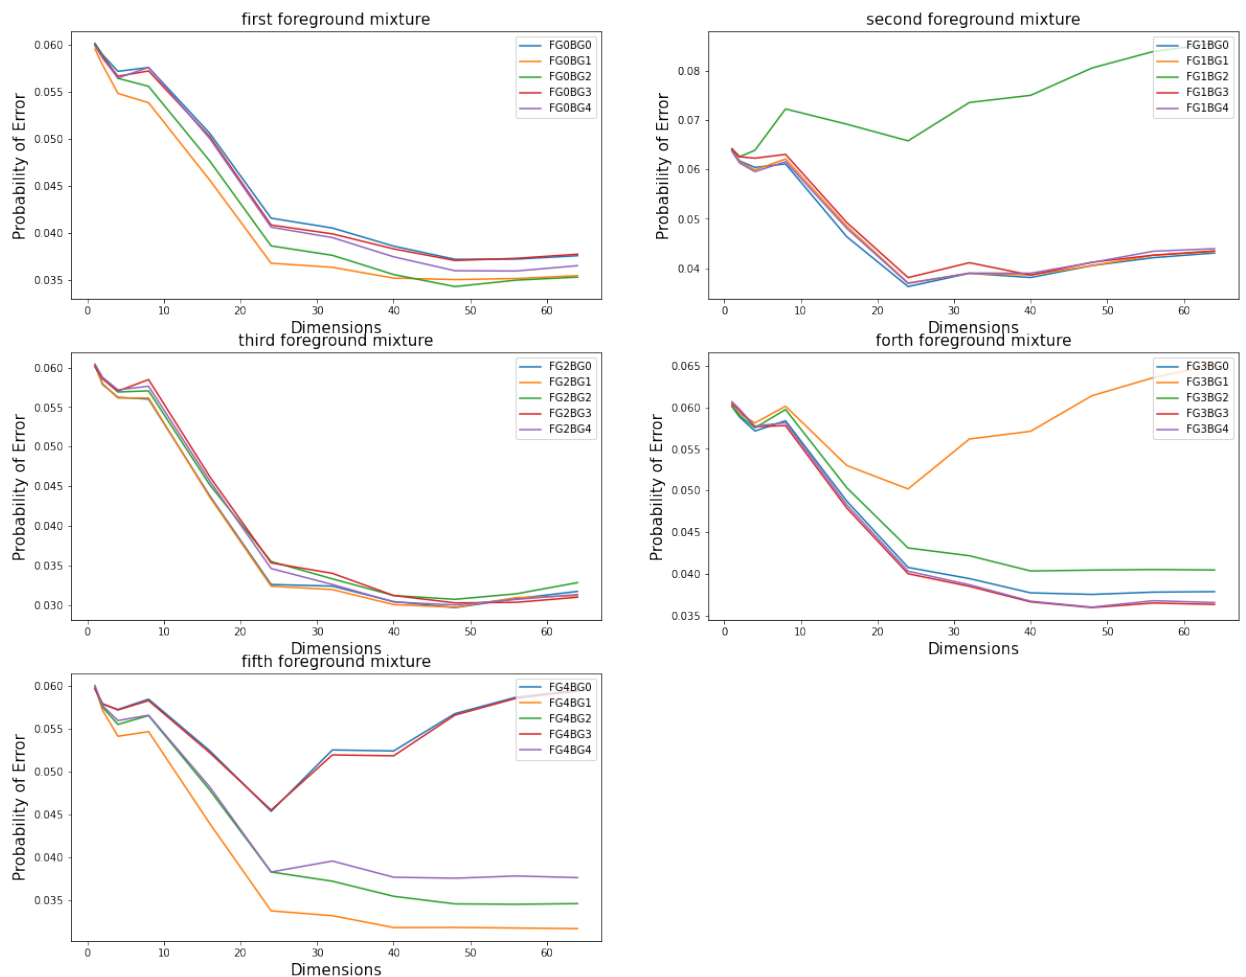 first foreground mixture
Probability of Error
0.060
0.055
0.050
0.045
0.040
0.035
0 10 20 30 40 50 60
Dimensions
FG0BG0
FG0BG1
FG0BG2
FG0BG3
FG0BG4
second foreground mixture
Probability of Error
0.08
0.07
0.06
0.05
0.04
0 10 20 30 40 50 60
FG1BG0
FG1BG1
FG1BG2
FG1BG3
FG1BG4
third foreground mixture
Probability of Error
0.060
0.055
0.050
0.045
0.040
0.035
0.030
0 10 20 30 40 50 60
FG2BG0
FG2BG1
FG2BG2
FG2BG3
FG2BG4
Dimensions
forth foreground mixture
Probability of Error
0.065
0.060
0.055
0.050
0.045
0.040
0.035
0 10 20 30 40 50 60
Dimensions
FG3BG0
FG3BG1
FG3BG2
FG3BG3
FG3BG4
fifth foreground mixture
Probability of Error
0.060
0.055
0.050
0.045
0.040
0.035
0 10 20 30 40 50 60
Dimensions
FG4BG0
FG4BG1
FG4BG2
FG4BG3
FG4BG4